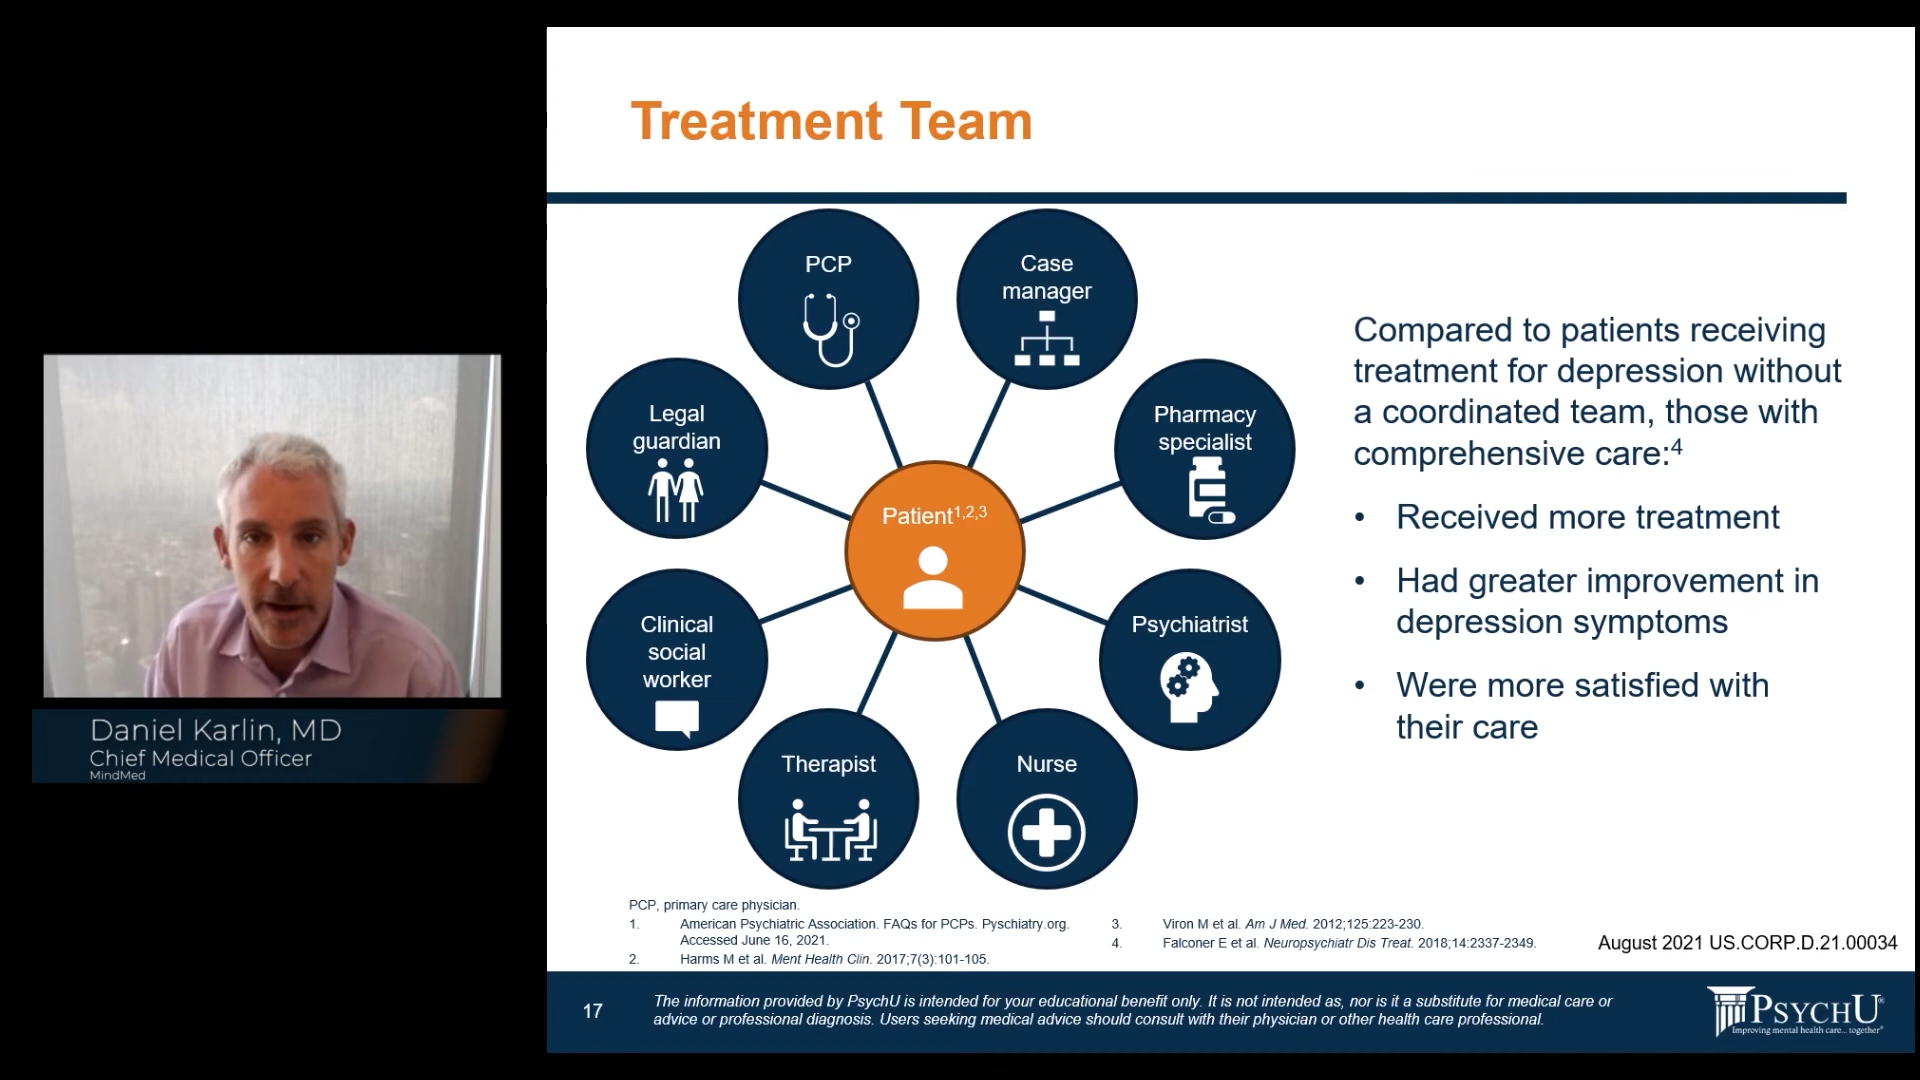 Treatment Team
PCP
Case
manager
Legal
guardian
Pharmacy
specialist
Patient1,2,3
Clinical
social
worker
Psychiatrist
Therapist
Nurse
Compared to patients receiving
treatment for depression without
a coordinated team, those with
comprehensive care:4
• Received more treatment
• Had greater improvement in
depression symptoms
• Were more satisfied with
their care
Daniel Karlin, MD
Chief Medical Officer
MindMed
PCP, primary care physician.
1. American Psychiatric Association. FAQs for PCPs. Pyschiatry.org.
Accessed June 16, 2021.
2. Harms M et al. Ment Health Clin. 2017;7(3):101-105.
3. Viron M et al. Am J Med. 2012;125:223-230.
4. Falconer E et al. Neuropsychiatr Dis Treat. 2018;14:2337-2349.
August 2021 US.CORP.D.21.00034
17
The information provided by PsychU is intended for your educational benefit only. It is not intended as, nor is it a substitute for medical care or
advice or professional diagnosis. Users seeking medical advice should consult with their physician or other health care professional.
PSYCHU®
Improving mental health care... together®